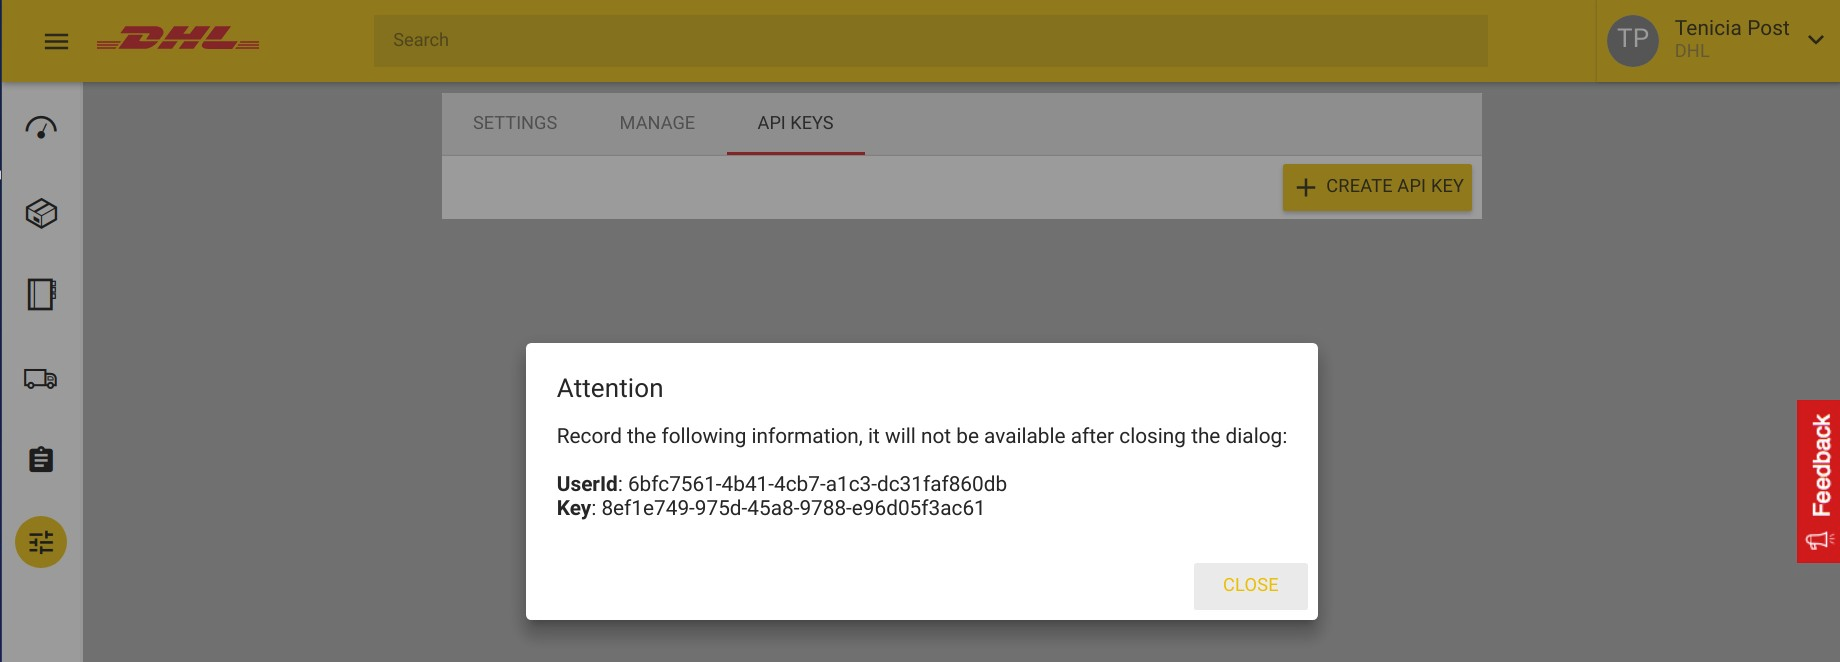 DHL
Search
TP
Tenicia Post
DHL
SETTINGS
MANAGE
API KEYS
CREATE API KEY
Attention
Record the following information, it will not be available after closing the dialog:
UserId: 6bfc7561-4b41-4cb7-a1c3-dc31faf860db
Key: 8ef1e749-975d-45a8-9788-e96d05f3ac61
CLOSE
Feedback